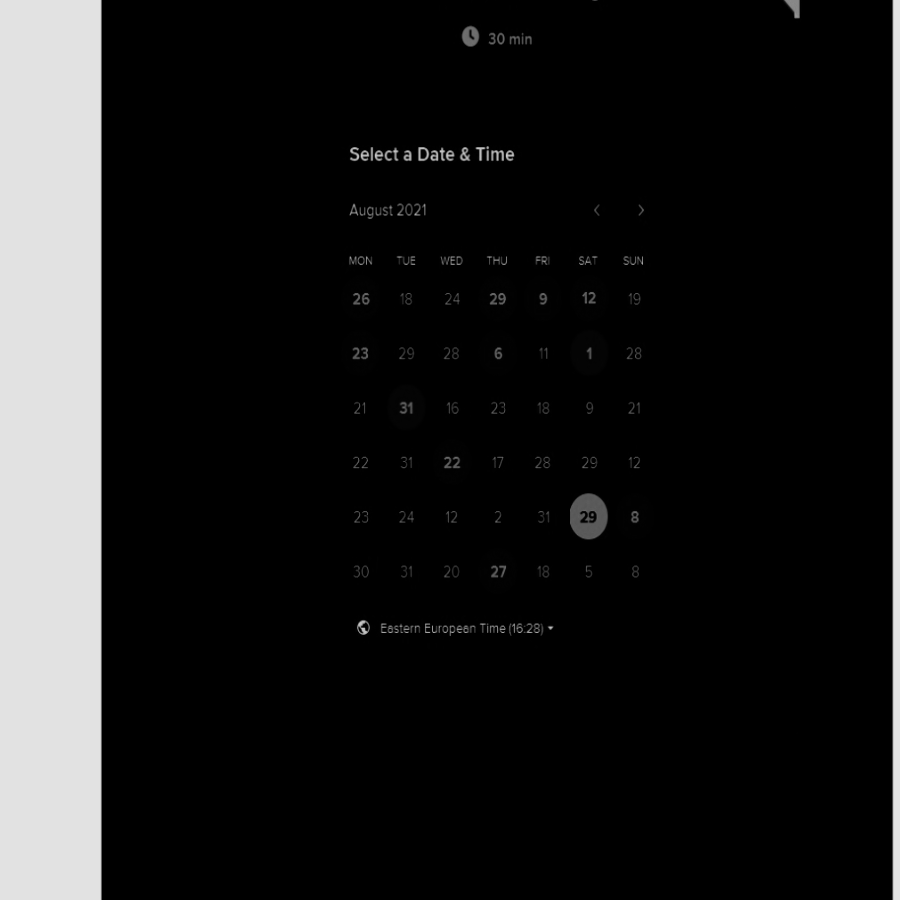 30 min
Select a Date & Time
August 2021
MON TUE WED THU FRI SAT SUN
26 18 24 29 9 12 19
23 29 28 6 11 1 28
21 31 16 23 18 9 21
22 31 22 17 28 29 12
23 24 12 2 31 29 8
30 31 20 27 18 5 8
Eastern European Time (16:28)